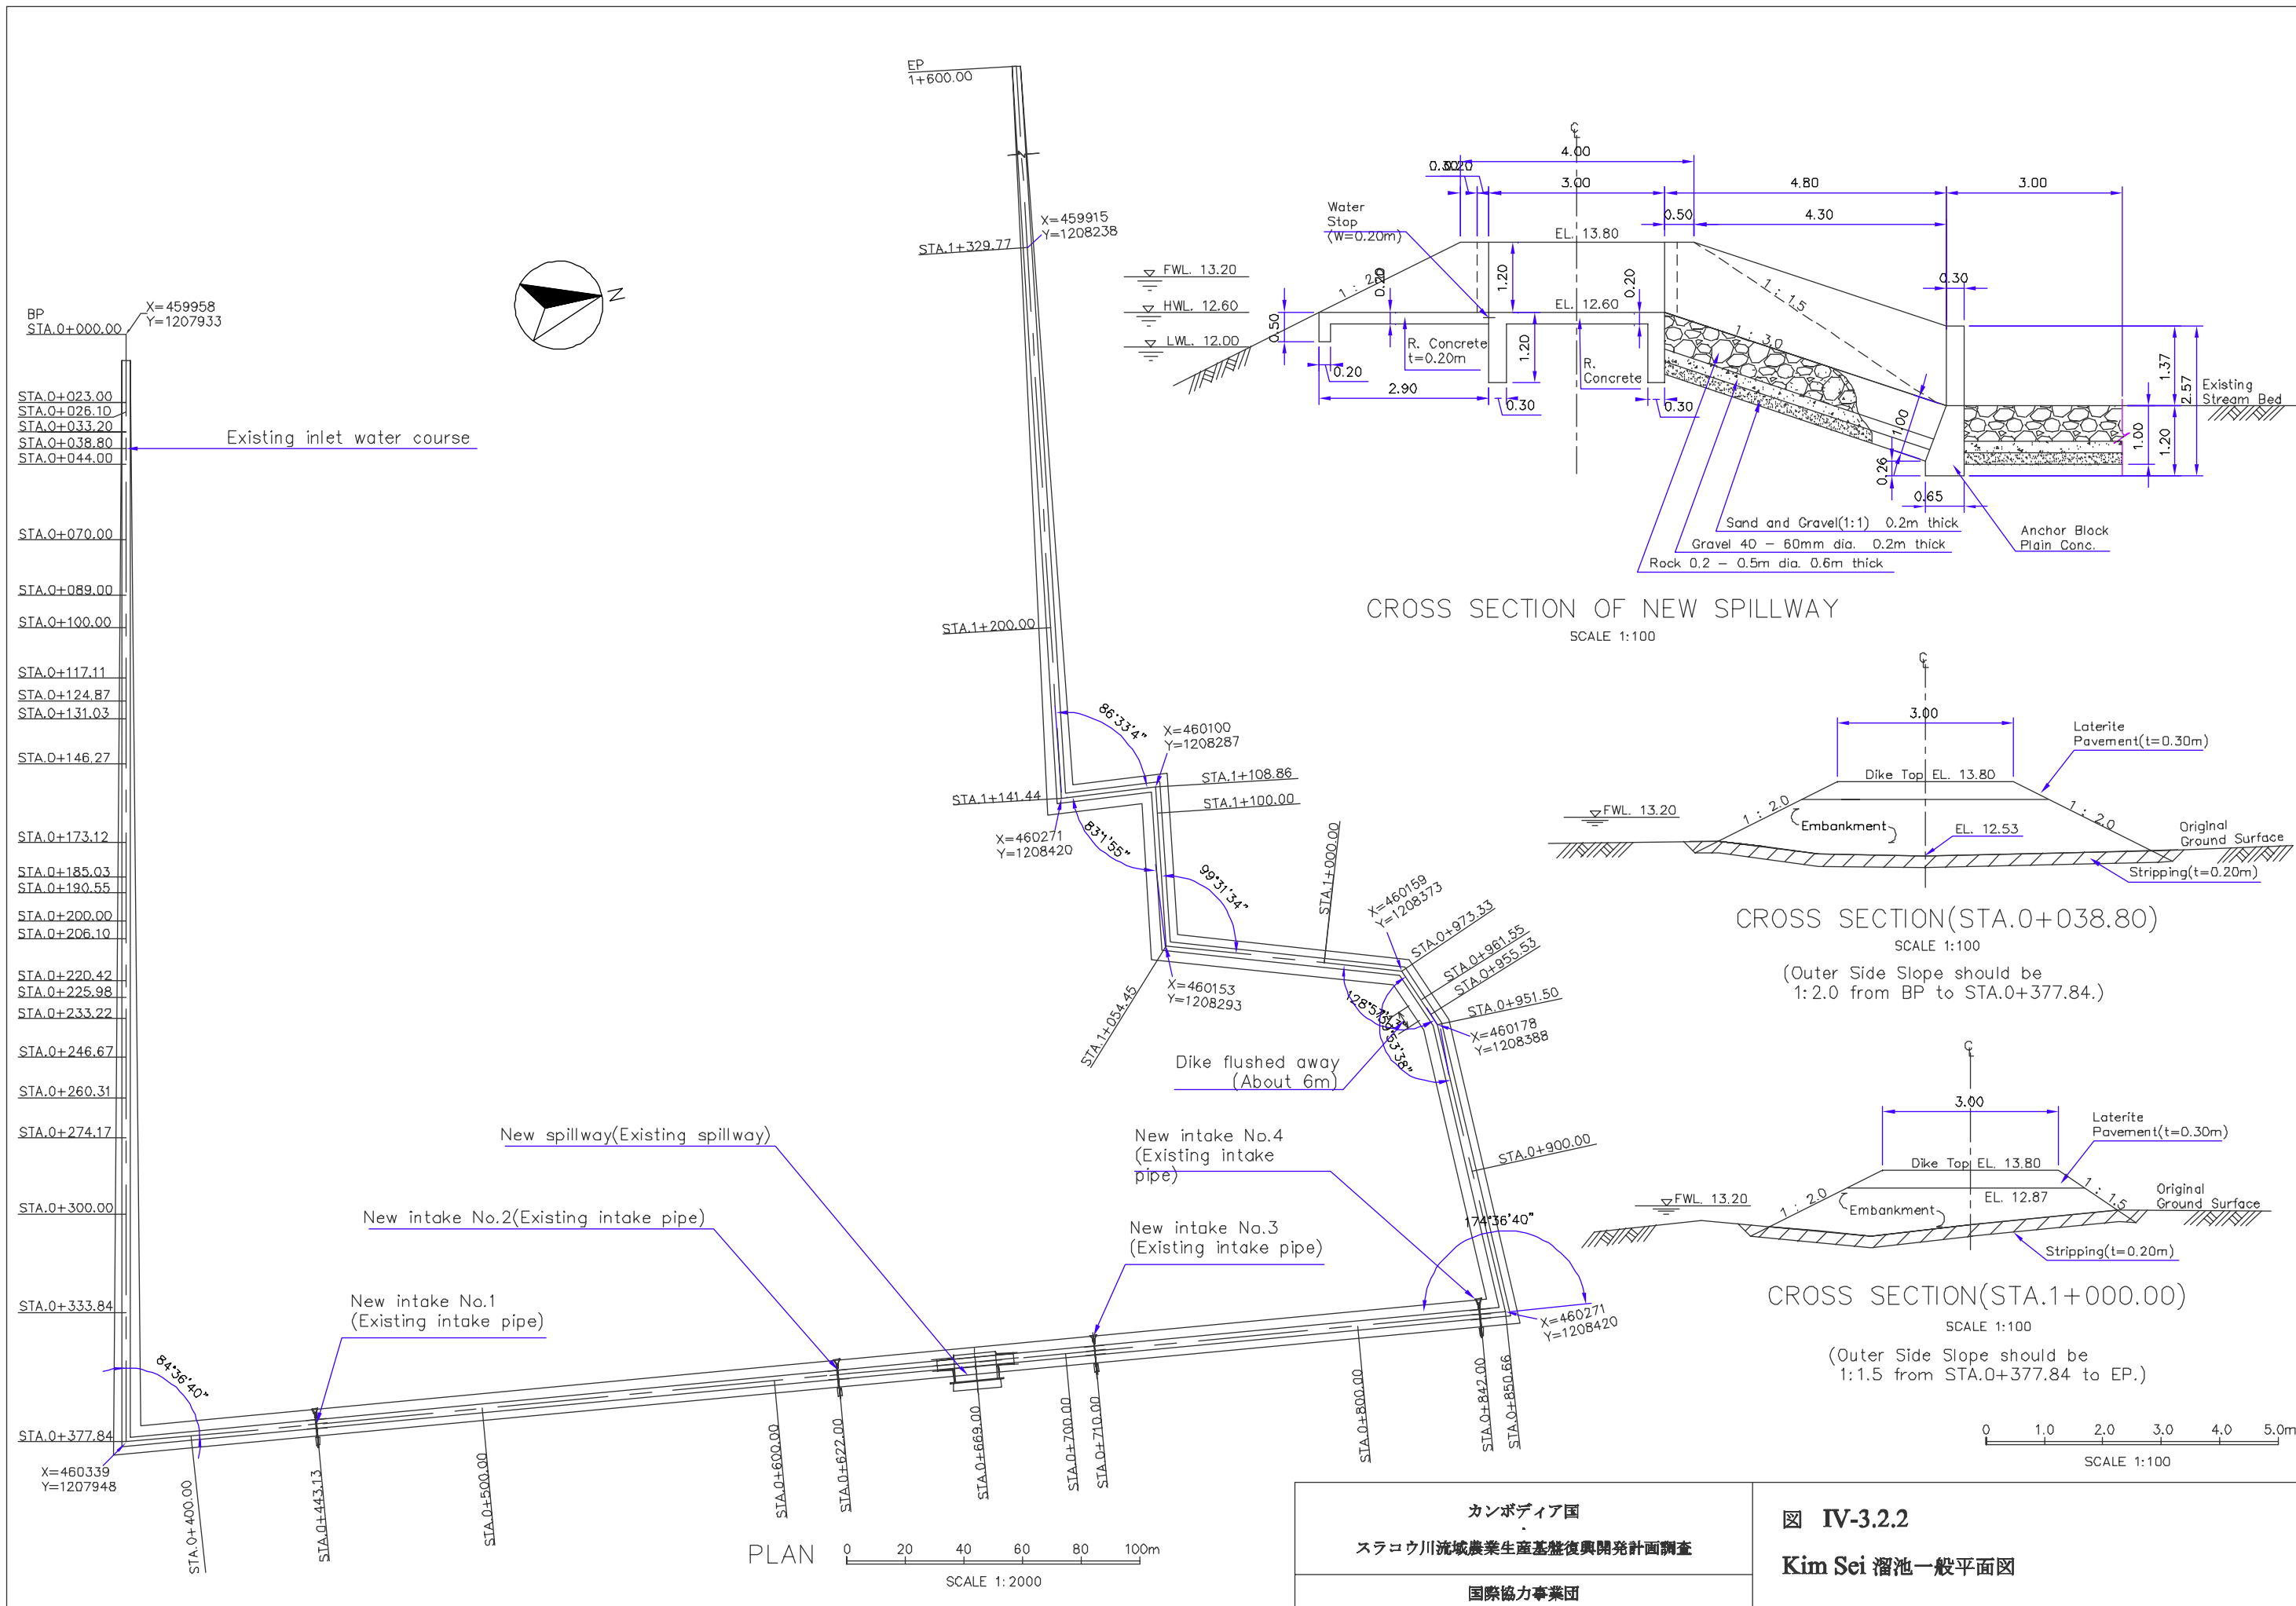 EP
1+600.00
X=459915
Y=1208238
STA.1+329.77
BP
STA.0+000.00
X=459958
Y=1207933
N
STA.0+023.00
STA.0+026.10
STA.0+033.20
STA.0+038.80
STA.0+044.00
Existing inlet water course
STA.0+070.00
STA.0+089.00
STA.0+100.00
STA.0+117.11
STA.0+124.87
STA.0+131.03
STA.0+146.27
STA.0+173.12
STA.0+185.03
STA.0+190.55
STA.0+200.00
STA.0+206.10
STA.0+220.42
STA.0+225.98
STA.0+233.22
STA.0+246.67
STA.0+260.31
STA.0+274.17
STA.0+300.00
STA.0+333.84
STA.0+377.84
X=460339
Y=1207948
84°36'40"
STA.0+400.00
New intake No.1
(Existing intake pipe)
STA.0+443.13
STA.0+500.00
New intake No.2(Existing intake pipe)
STA.0+600.00
STA.0+622.00
New spillway(Existing spillway)
STA.0+669.00
STA.0+700.00
STA.0+710.00
New intake No.3
(Existing intake pipe)
New intake No.4
(Existing intake
pipe)
STA.0+800.00
STA.0+842.00
STA.0+850.66
X=460271
Y=1208420
174°36'40"
STA.0+900.00
Dike flushed away
(About 6m)
X=460178
Y=1208388
STA.0+951.50
STA.0+955.53
STA.0+961.55
STA.0+973.33
X=460159
Y=1208373
STA.1+000.00
STA.1+054.45
X=460153
Y=1208293
99°31'34"
83°1'55"
STA.1+100.00
STA.1+108.86
X=460100
Y=1208287
86°33'4"
STA.1+141.44
X=460271
Y=1208420
STA.1+200.00
PLAN
0 20 40 60 80 100m
SCALE 1:2000
℄
4.00
0.30
0.20
3.00
4.80
3.00
0.50
4.30
Water
Stop
(W=0.20m)
EL. 13.80
FWL. 13.20
1 : 2.0
0.20
1.20
0.20
1 : 1.5
0.30
HWL. 12.60
EL. 12.60
0.50
LWL. 12.00
R. Concrete
t=0.20m
1.20
R.
Concrete
1 : 3.0
0.20
2.90
0.30
0.30
1.00
0.26
0.65
1.37
2.57
1.00
1.20
Existing
Stream Bed
Sand and Gravel(1:1) 0.2m thick
Gravel 40 - 60mm dia. 0.2m thick
Rock 0.2 - 0.5m dia. 0.6m thick
Anchor Block
Plain Conc.
CROSS SECTION OF NEW SPILLWAY
SCALE 1:100
℄
3.00
Laterite
Pavement(t=0.30m)
Dike Top EL. 13.80
FWL. 13.20
1 : 2.0
1 : 2.0
Embankment
EL. 12.53
Original
Ground Surface
Stripping(t=0.20m)
CROSS SECTION(STA.0+038.80)
SCALE 1:100
(Outer Side Slope should be
1:2.0 from BP to STA.0+377.84.)
℄
3.00
Laterite
Pavement(t=0.30m)
Dike Top EL. 13.80
FWL. 13.20
1 : 2.0
EL. 12.87
1 : 1.5
Embankment
Original
Ground Surface
Stripping(t=0.20m)
CROSS SECTION(STA.1+000.00)
SCALE 1:100
(Outer Side Slope should be
1:1.5 from STA.0+377.84 to EP.)
0 1.0 2.0 3.0 4.0 5.0m
SCALE 1:100
カンボディア国
スラコウ川流域農業生産基盤復興開発計画調査
国際協力事業団
図 IV-3.2.2
Kim Sei 溜池一般平面図